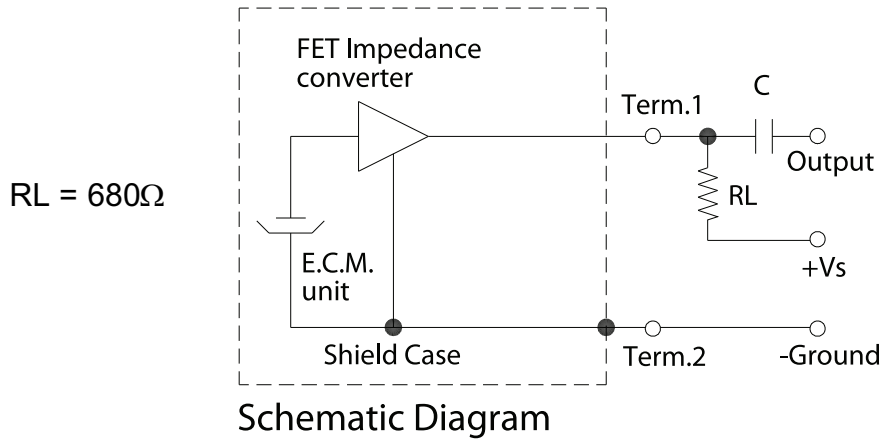 FET Impedance
converter
Term.1
C
Output
RL = 680Ω
RL
+Vs
E.C.M.
unit
Shield Case
Term.2
-Ground
Schematic Diagram